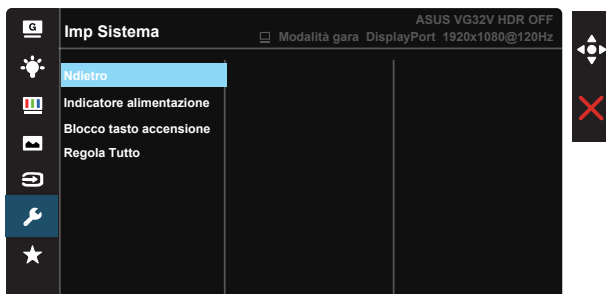 G
Imp Sistema
ASUS VG32V HDR OFF
Modalità gara DisplayPort 1920x1080@120Hz
Ndietro
Indicatore alimentazione
Blocco tasto accensione
Regola Tutto